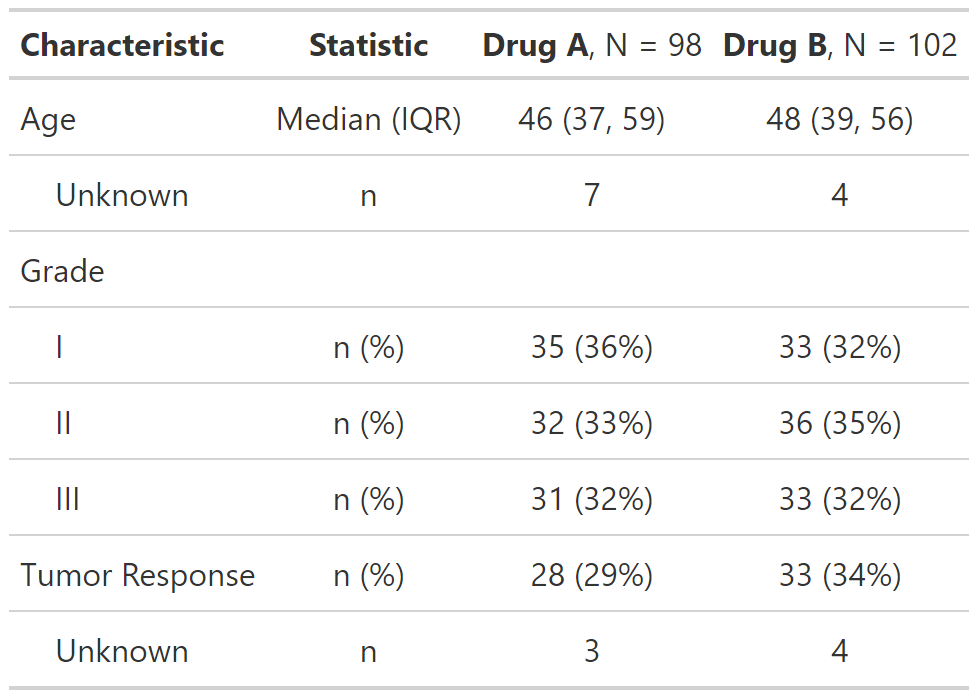 Characteristic Statistic Drug A, N = 98 Drug B, N = 102
Age Median (IQR) 46 (37, 59) 48 (39, 56)
Unknown n 7 4
Grade
I n (%) 35 (36%) 33 (32%)
II n (%) 32 (33%) 36 (35%)
III n (%) 31 (32%) 33 (32%)
Tumor Response n (%) 28 (29%) 33 (34%)
Unknown n 3 4